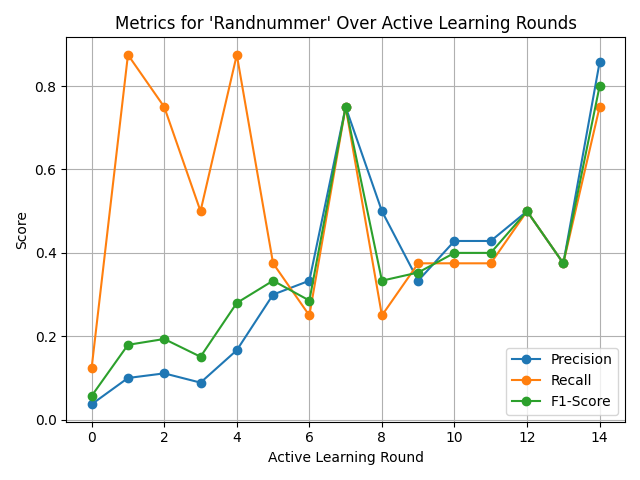 Metrics for 'Randnummer' Over Active Learning Rounds
Score
0.8
0.6
0.4
0.2
0.0
0 2 4 6 8 10 12 14
Active Learning Round
Precision
Recall
F1-Score